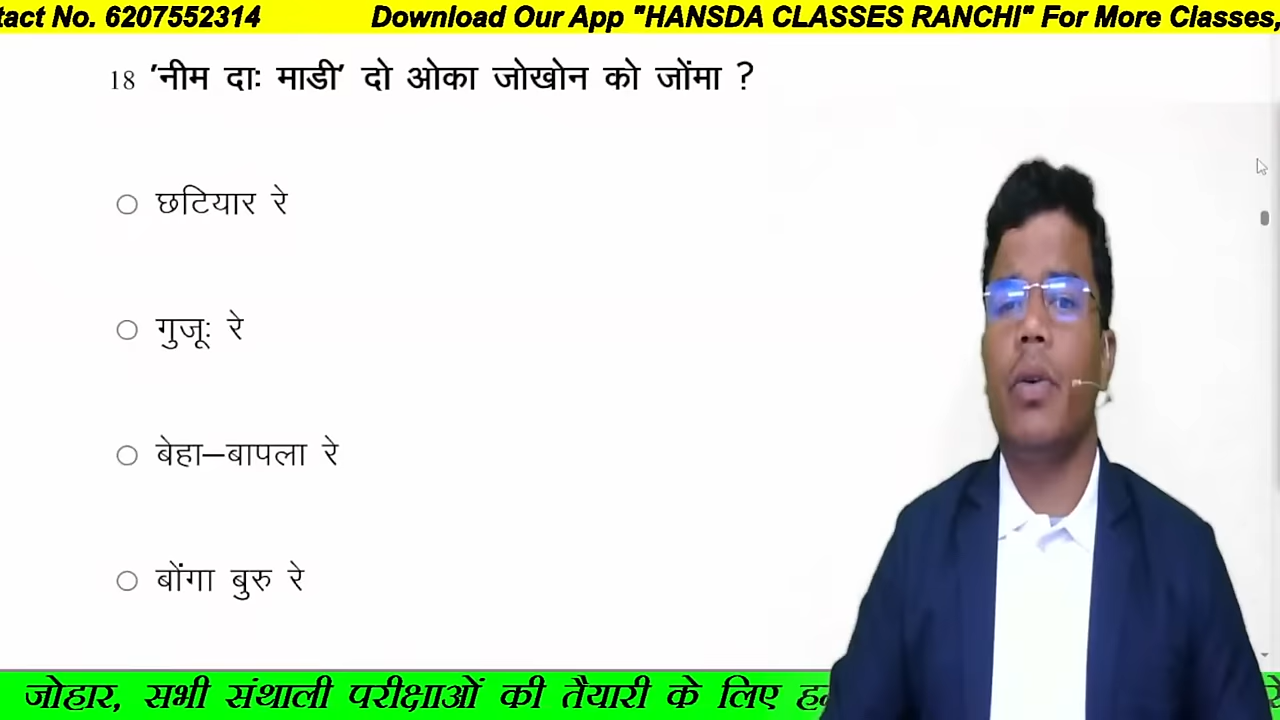 tact No. 6207552314 Download Our App "HANSDA CLASSES RANCHI" For More Classes,
18 'नीम दाः माडी' दो ओका जोखोन को जोंमा ?
छटियार रे
गुजूः रे
बेहा–बापला रे
बोंगा बुरु रे
जोहार, सभी संथाली परीक्षाओं की तैयारी के लिए